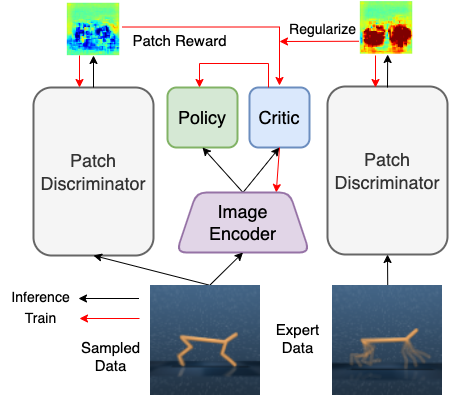 Patch Reward
Regularize
Patch
Discriminator
Policy
Critic
Patch
Discriminator
Image
Encoder
Inference
Train
Sampled
Data
Expert
Data